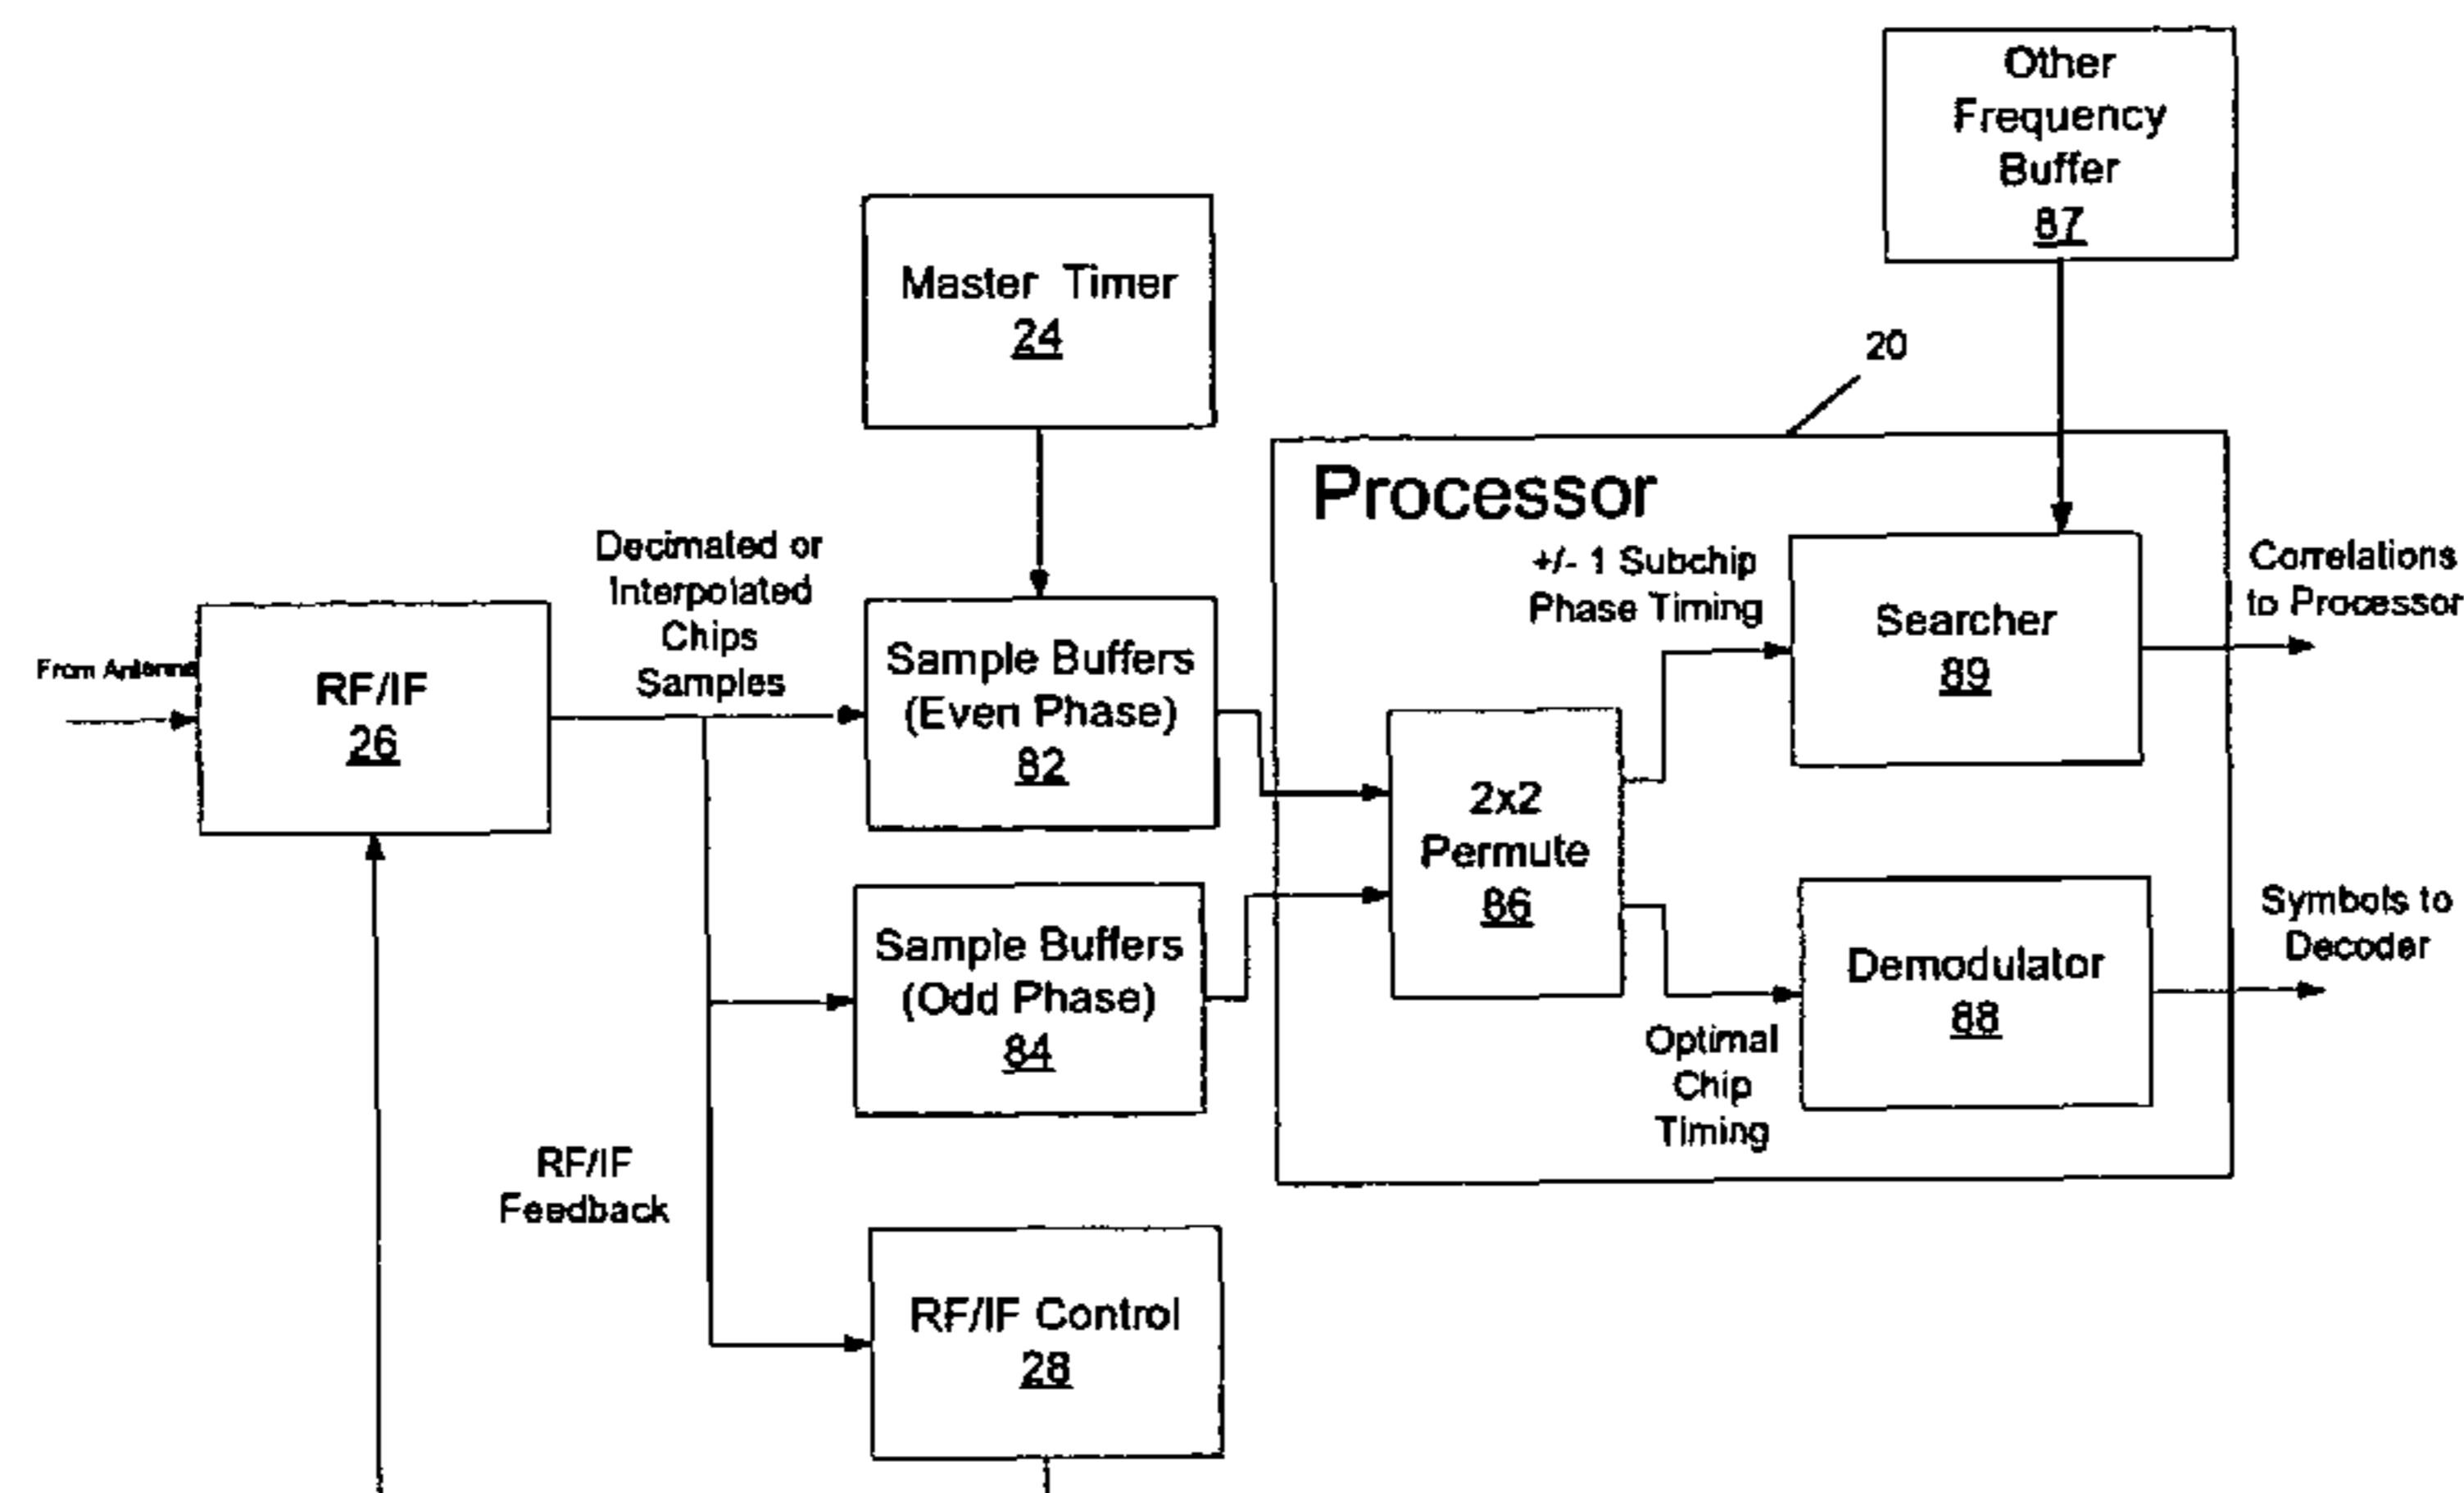 Other
Frequency
Buffer
87
Master Timer
24
20
Processor
Decimated or
Interpolated
Chips
Samples
+/- 1 Subchip
Phase Timing
Searcher
89
Correlations
to Processor
From Antenna
RF/IF
26
Sample Buffers
(Even Phase)
82
2x2
Permute
86
Sample Buffers
(Odd Phase)
84
Demodulator
88
Symbols to
Decoder
Optimal
Chip
Timing
RF/IF
Feedback
RF/IF Control
28